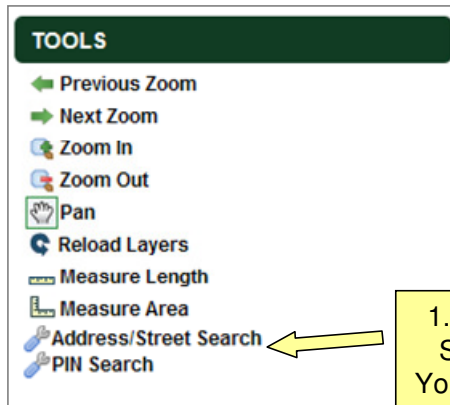 TOOLS
Previous Zoom
Next Zoom
Zoom In
Zoom Out
Pan
Reload Layers
Measure Length
Measure Area
Address/Street Search
PIN Search
1.
S
Yo